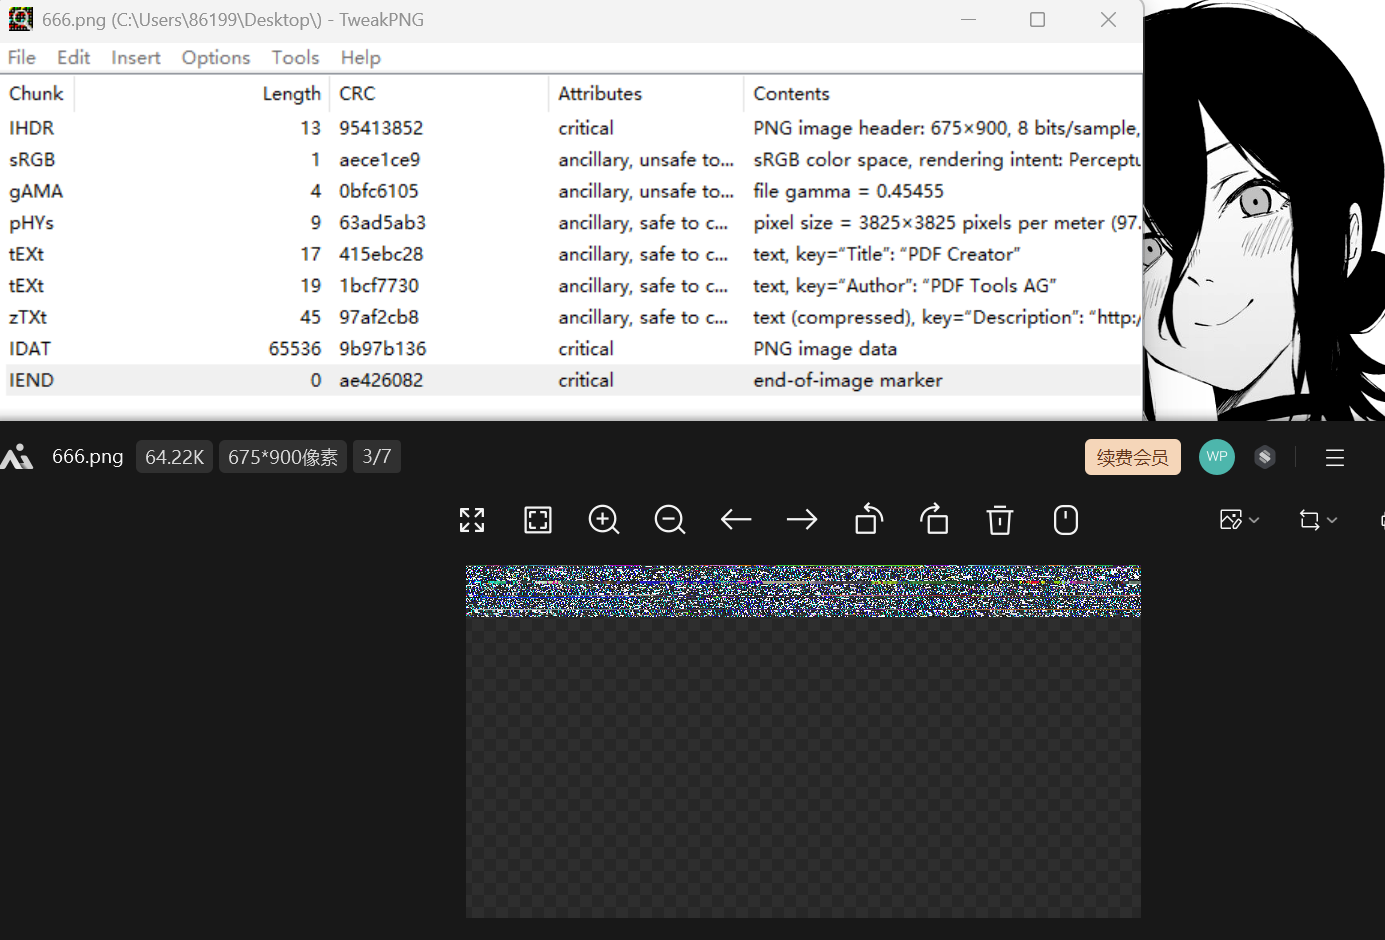 666.png (C:\Users\86199\Desktop\) - TweakPNG
File Edit Insert Options Tools Help
Chunk Length CRC Attributes Contents
IHDR 13 95413852 critical PNG image header: 675×900, 8 bits/sample,
sRGB 1 aece1ce9 ancillary, unsafe to... sRGB color space, rendering intent: Perceptu
gAMA 4 0bfc6105 ancillary, unsafe to... file gamma = 0.45455
pHYs 9 63ad5ab3 ancillary, safe to c... pixel size = 3825×3825 pixels per meter (97.
tEXt 17 415ebc28 ancillary, safe to c... text, key=“Title”: “PDF Creator”
tEXt 19 1bcf7730 ancillary, safe to c... text, key=“Author”: “PDF Tools AG”
zTXt 45 97af2cb8 ancillary, safe to c... text (compressed), key=“Description”: “http:/
IDAT 65536 9b97b136 critical PNG image data
IEND 0 ae426082 critical end-of-image marker
666.png 64.22K 675*900像素 3/7 续费会员 WP